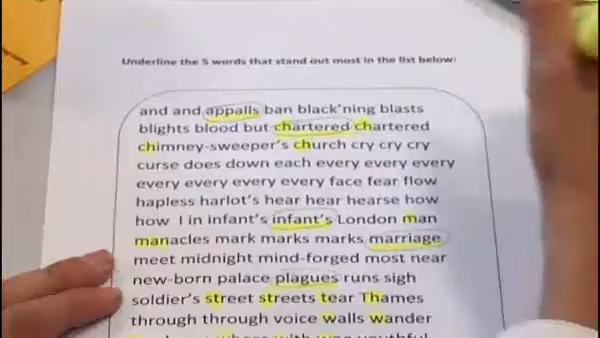 Underline the 5 words that stand out most in the list below:
and and appalls ban black'ning blasts
blights blood but chartered chartered
chimney-sweeper's church cry cry cry
curse does down each every every every
every every every every face fear flow
hapless harlot's hear hear hearse how
how I in infant's infant's London man
manacles mark marks marks marriage
meet midnight mind-forged most near
new-born palace plagues runs sigh
soldier's street streets tear Thames
through through voice walls wander
where with woe youthful